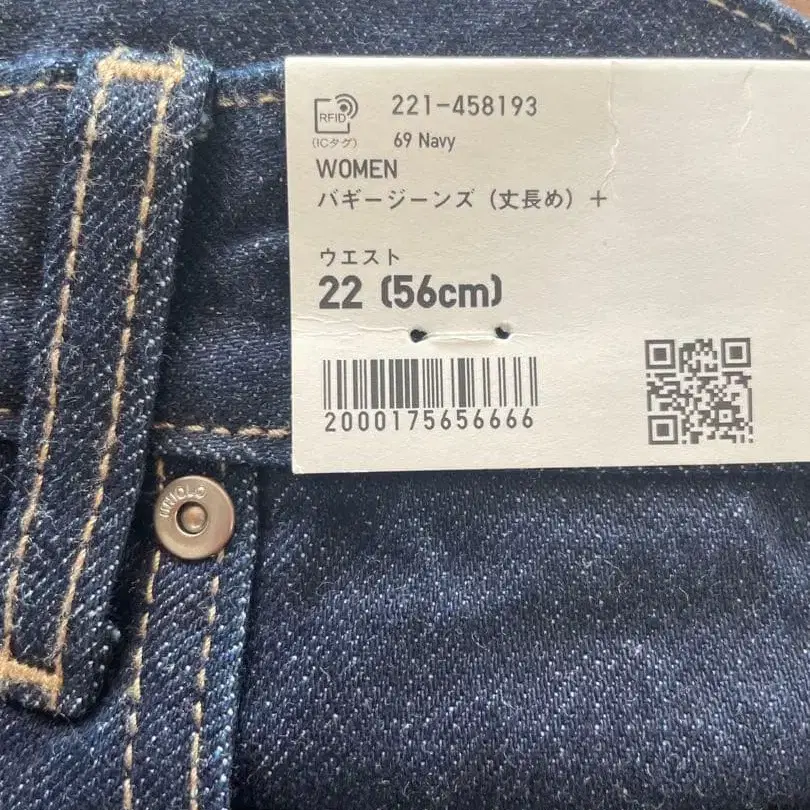 RFID
(ICタグ)
221-458193
69 Navy
WOMEN
バギージーンズ (丈長め) +
ウエスト
22 (56cm)
2000175656666
UNIQLO